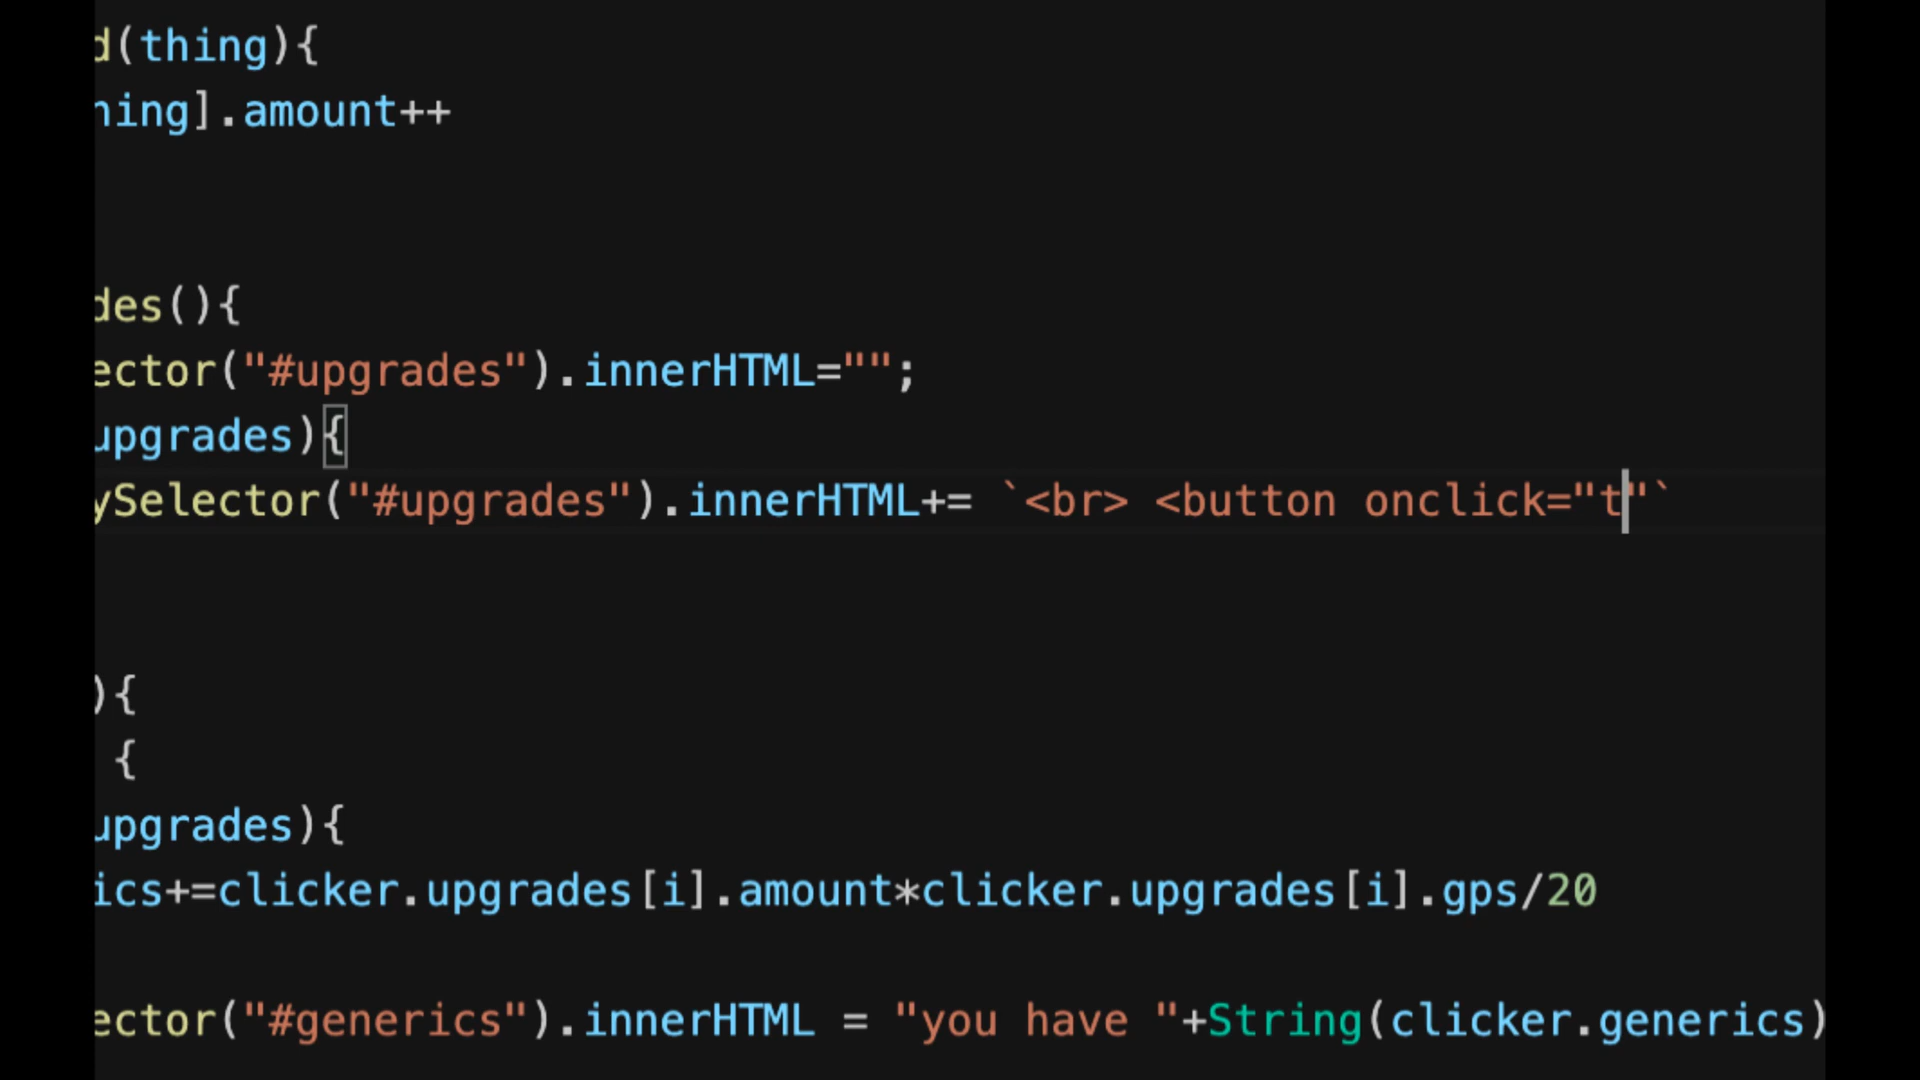 d(thing){
hing].amount++
des(){
ector("#upgrades").innerHTML="";
upgrades){
ySelector("#upgrades").innerHTML+= `<br> <button onclick="t"`
){
{
upgrades){
ics+=clicker.upgrades[i].amount*clicker.upgrades[i].gps/20
ector("#generics").innerHTML = "you have "+String(clicker.generics)